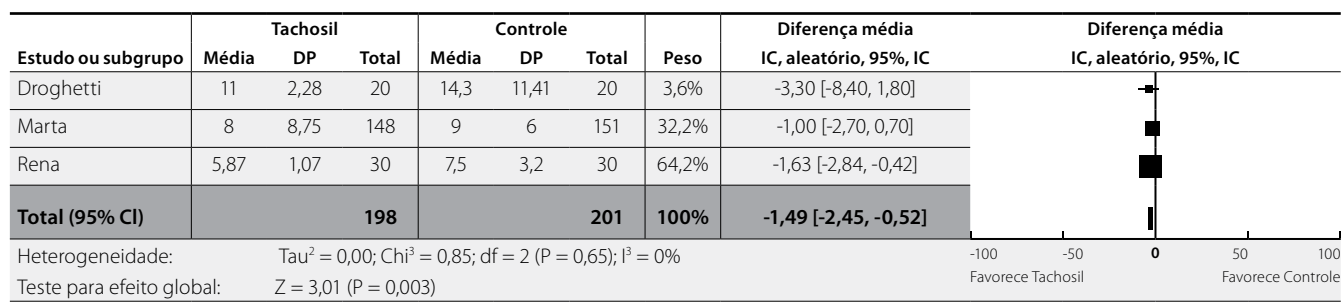 Tachosil Controle Diferença média Diferença média
Estudo ou subgrupo Média DP Total Média DP Total Peso IC, aleatório, 95%, IC IC, aleatório, 95%, IC
Droghetti 11 2,28 20 14,3 11,41 20 3,6% -3,30 [-8,40, 1,80]
Marta 8 8,75 148 9 6 151 32,2% -1,00 [-2,70, 0,70]
Rena 5,87 1,07 30 7,5 3,2 30 64,2% -1,63 [-2,84, -0,42]
Total (95% Cl) 198 201 100% -1,49 [-2,45, -0,52]
Heterogeneidade: Tau² = 0,00; Chi³ = 0,85; df = 2 (P = 0,65); I³ = 0% -100 -50 0 50 100
Favorece Tachosil Favorece Controle
Teste para efeito global: Z = 3,01 (P = 0,003)